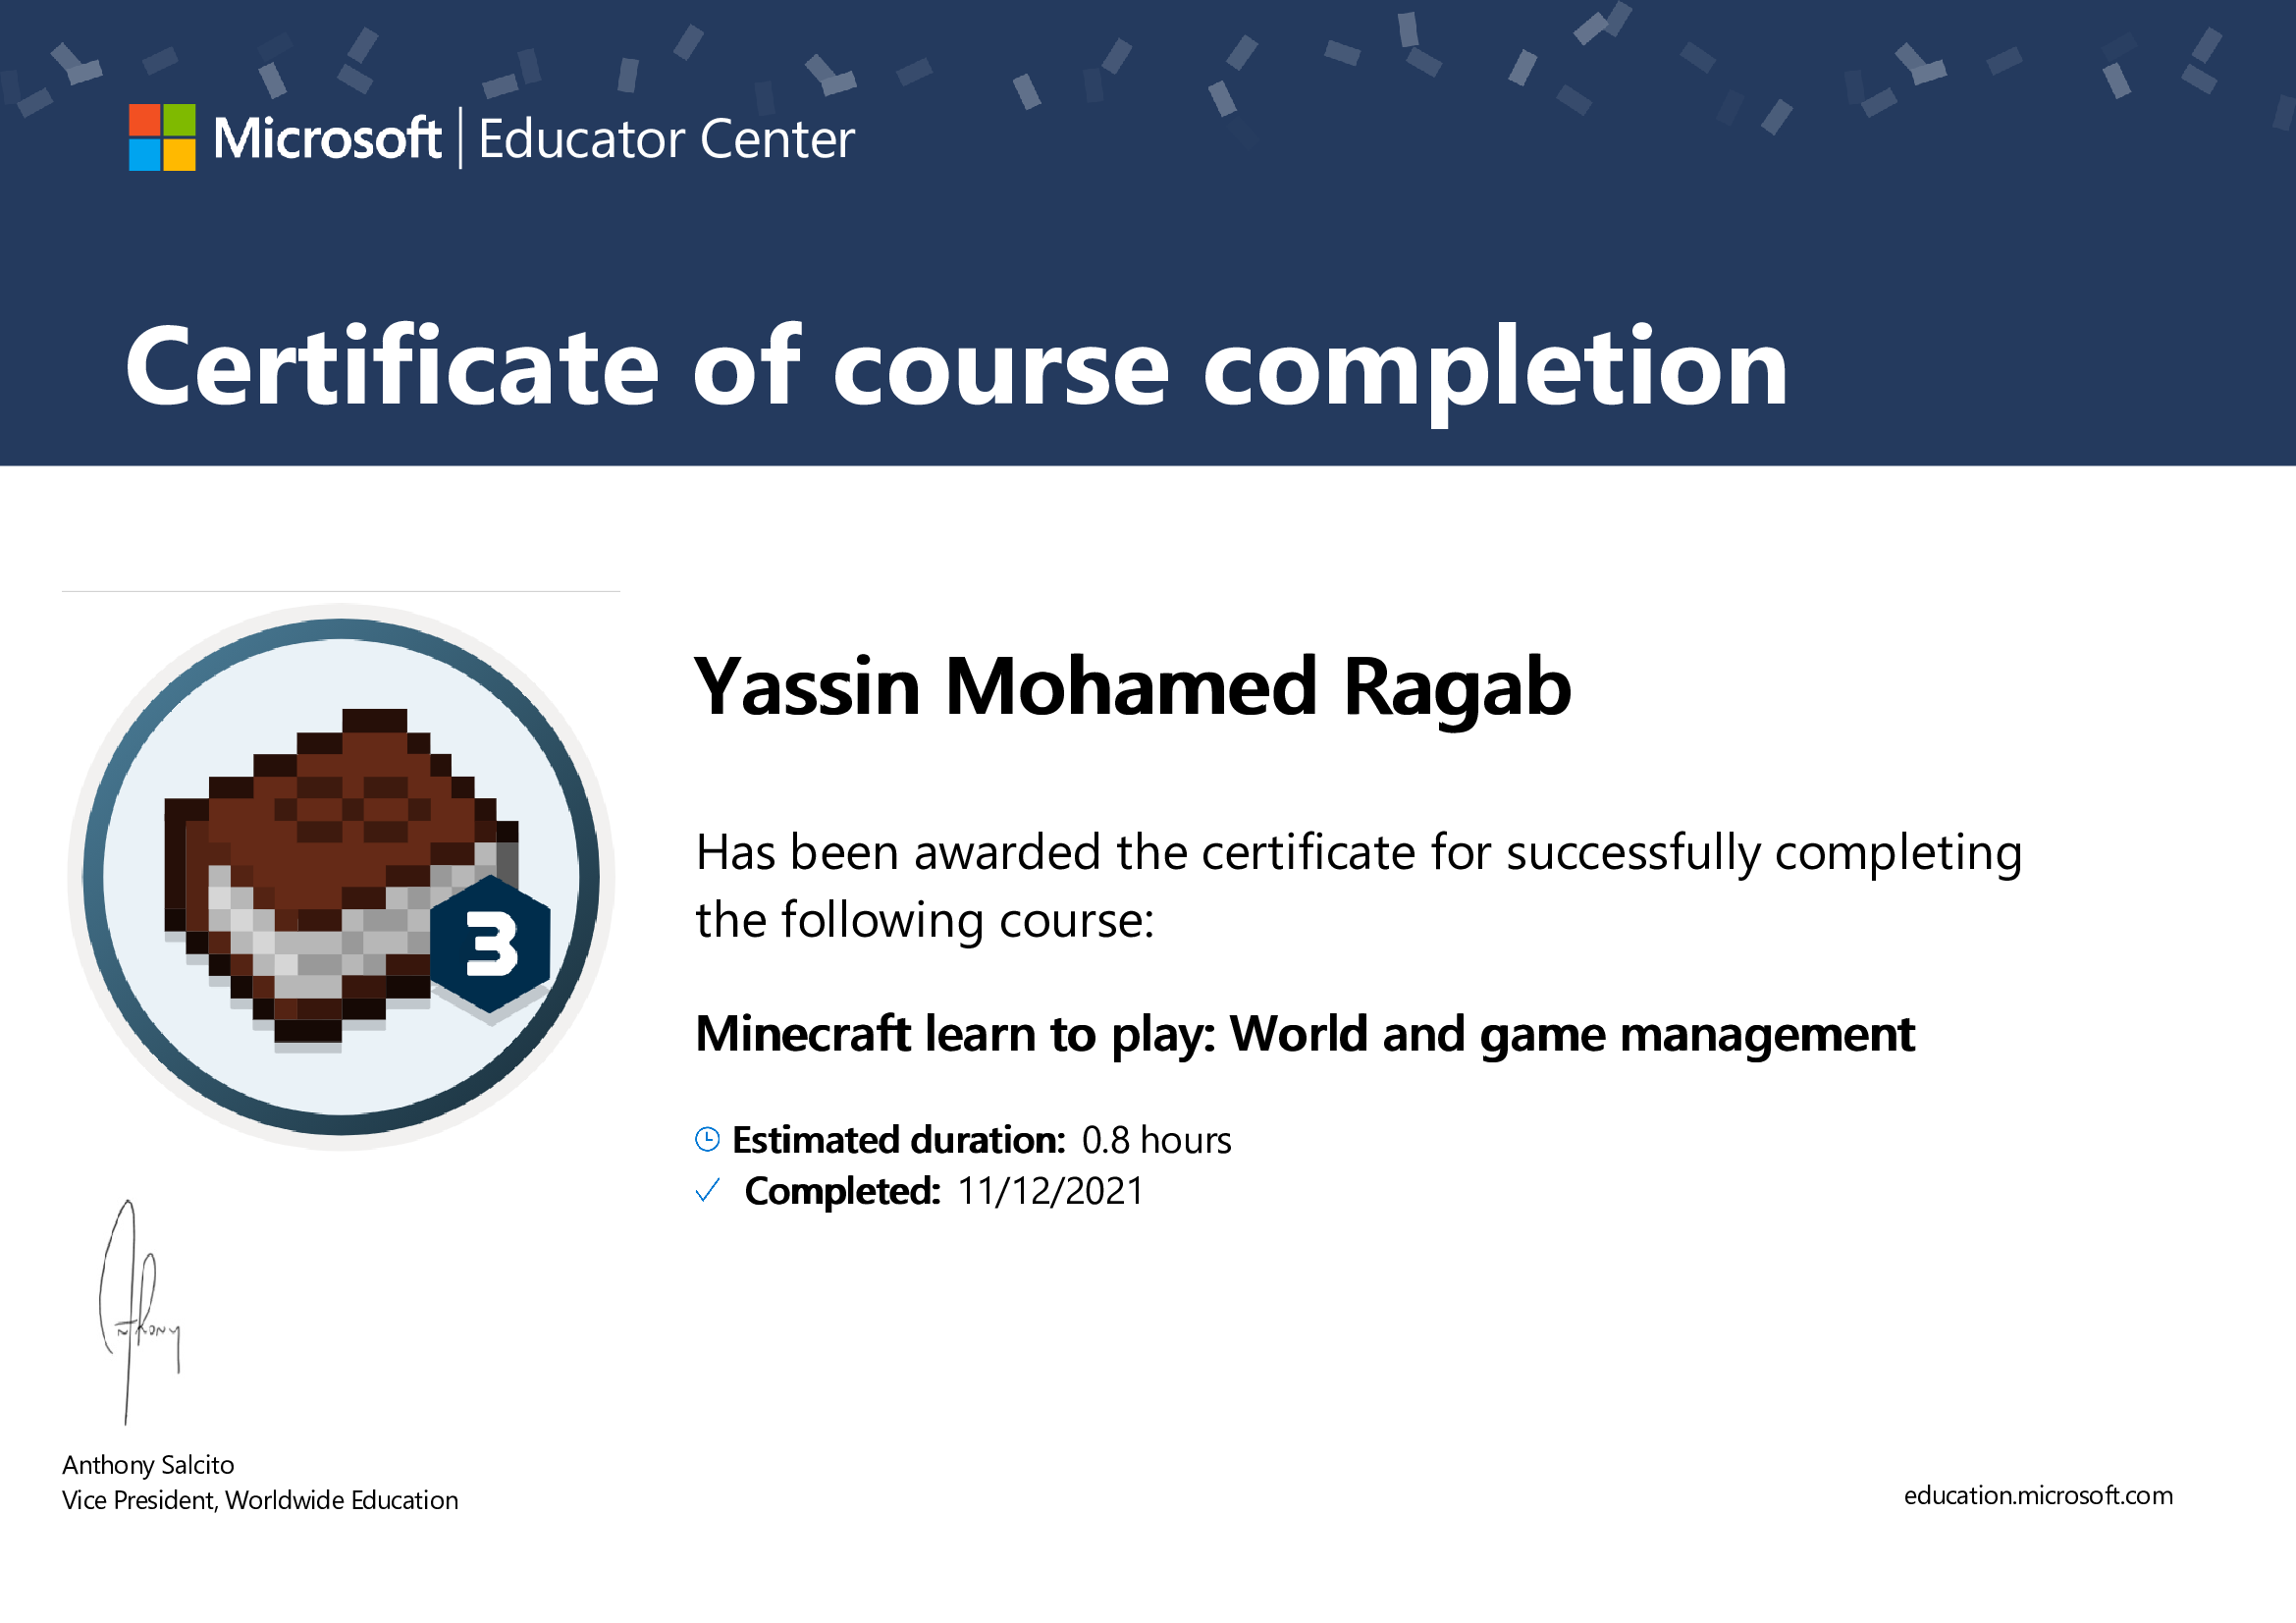 Microsoft | Educator Center
Certificate of course completion
Yassin Mohamed Ragab
Has been awarded the certificate for successfully completing
the following course:
3
Minecraft learn to play: World and game management
Estimated duration: 0.8 hours
Completed: 11/12/2021
Anthony
Anthony Salcito
Vice President, Worldwide Education
education.microsoft.com